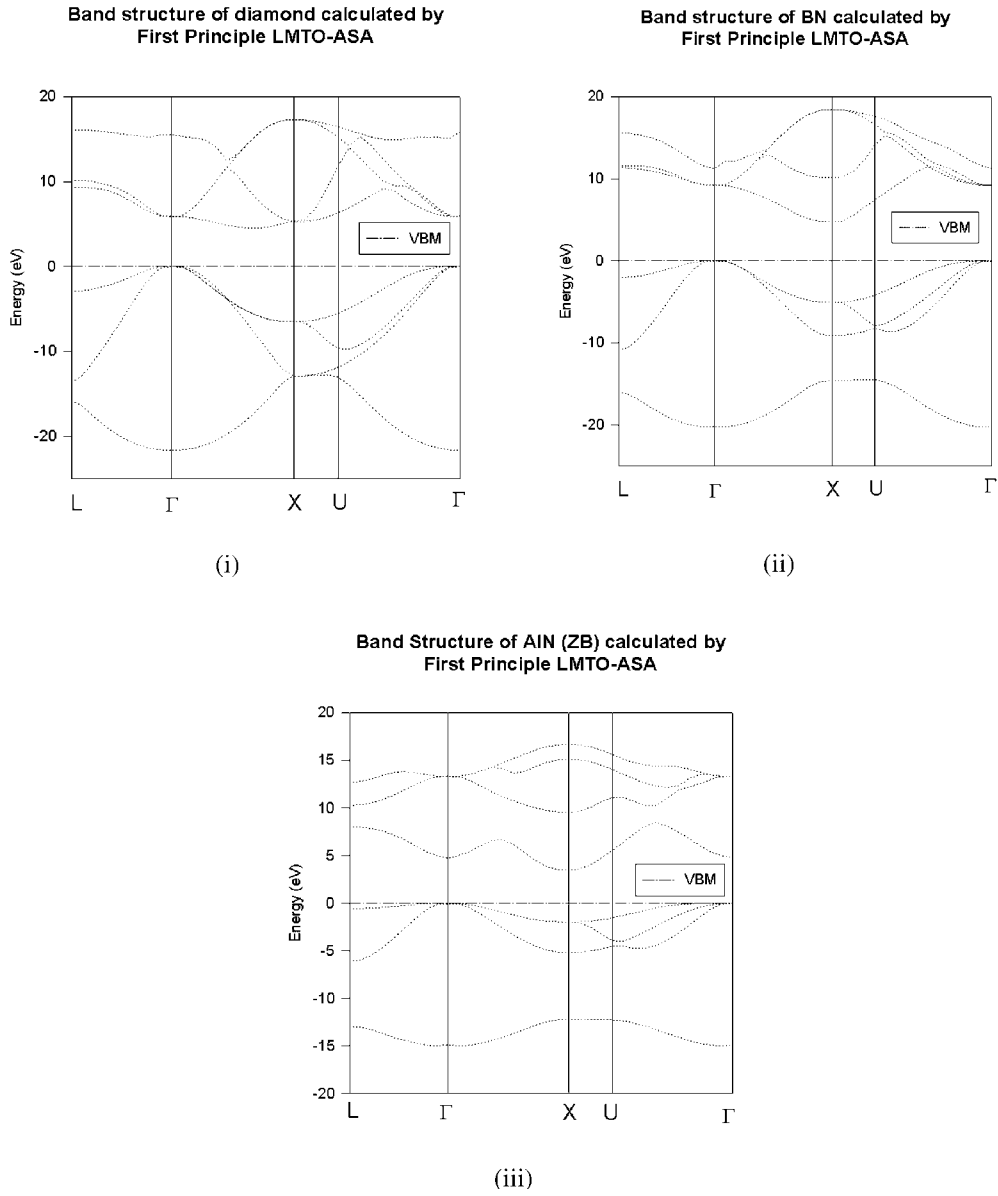 Band structure of diamond calculated by
First Principle LMTO-ASA
20
10
0
-10
-20
Energy (eV)
VBM
L Γ X U Γ
(i)
Band structure of BN calculated by
First Principle LMTO-ASA
20
10
0
-10
-20
Energy (eV)
VBM
L Γ X U Γ
(ii)
Band Structure of AlN (ZB) calculated by
First Principle LMTO-ASA
20
15
10
5
0
-5
-10
-15
-20
Energy (eV)
VBM
L Γ X U Γ
(iii)